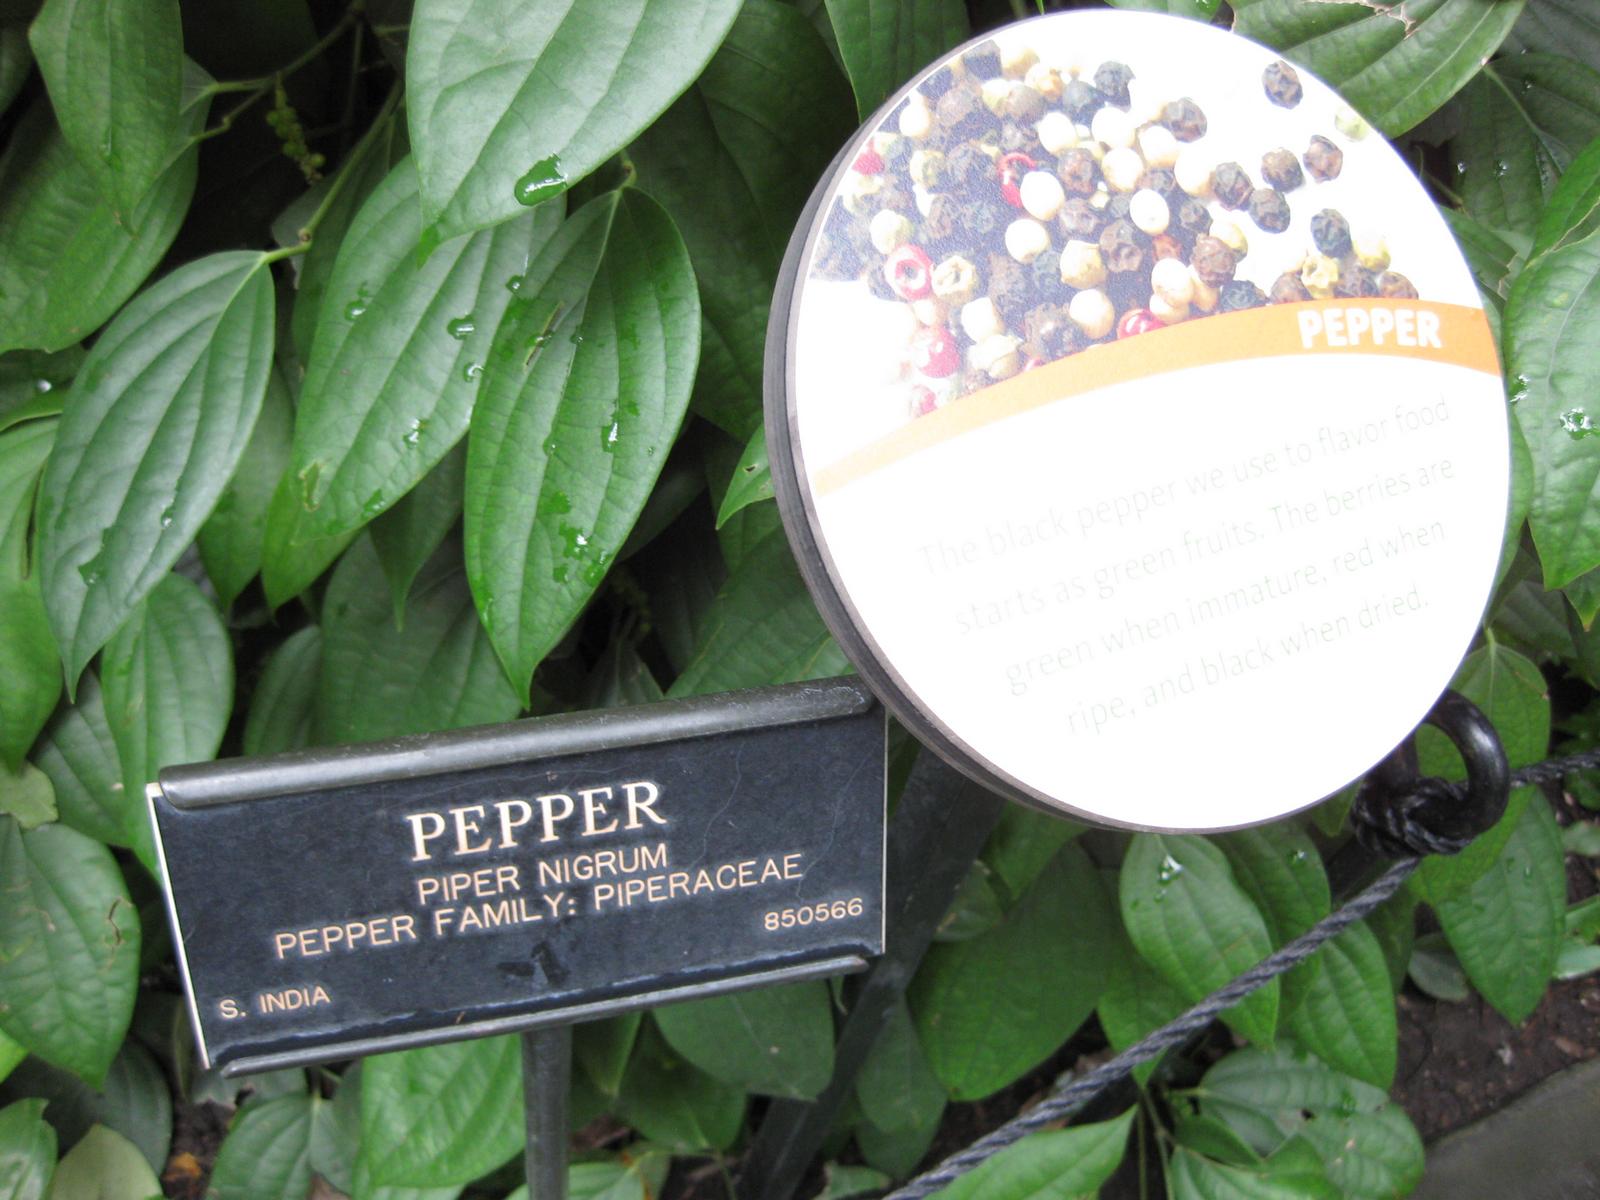 PEPPER
The black pepper we use to flavor food
starts as green fruits. The berries are
green when immature, red when
ripe, and black when dried.
PEPPER
PIPER NIGRUM
PEPPER FAMILY: PIPERACEAE
850566
S. INDIA